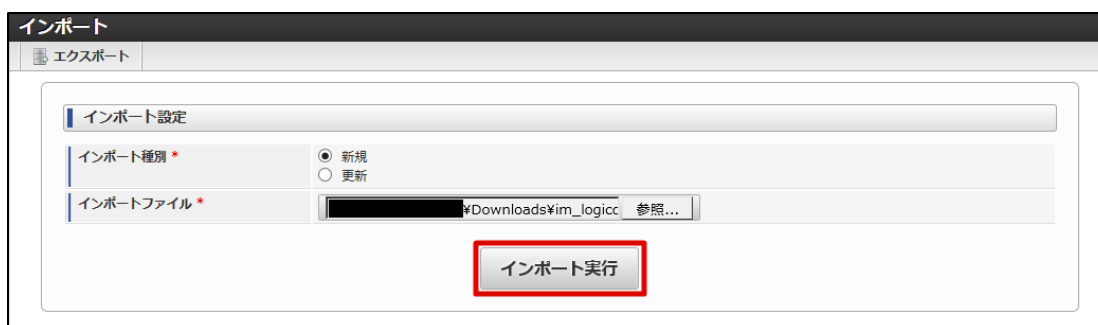 インポート
エクスポート
インポート設定
インポート種別 *
新規
更新
インポートファイル *
¥Downloads¥im_logicc 参照...
インポート実行